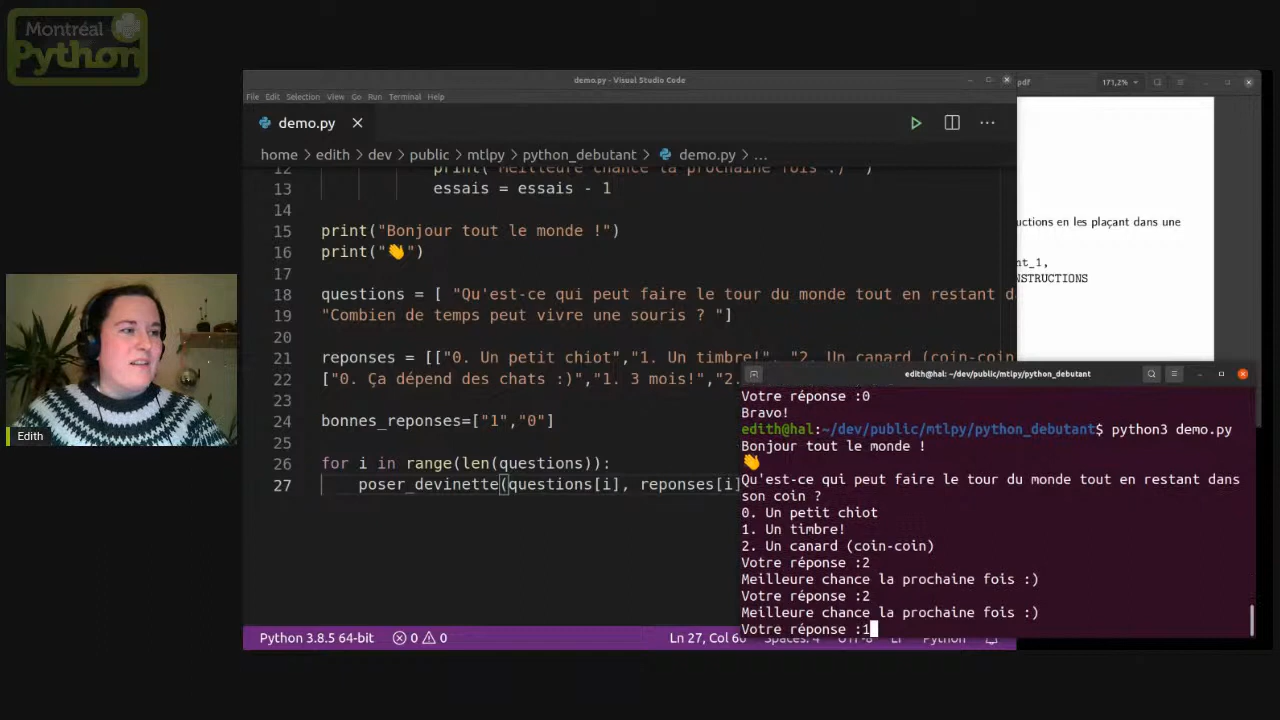 Montréal
Python
demo.py - Visual Studio Code
File Edit Selection View Go Run Terminal Help
demo.py
home > edith > dev > public > mtlpy > python_debutant > demo.py > ...
12 print("Meilleure chance la prochaine fois :)")
13 essais = essais - 1
14
15 print("Bonjour tout le monde !")
16 print("👋")
17
18 questions = [ "Qu'est-ce qui peut faire le tour du monde tout en restant da
19 "Combien de temps peut vivre une souris ? "]
20
21 reponses = [["0. Un petit chiot","1. Un timbre!", "2. Un canard (coin-coin
22 ["0. Ça dépend des chats :)","1. 3 mois!","2.
23
24 bonnes_reponses=["1","0"]
25
26 for i in range(len(questions)):
27 poser_devinette(questions[i], reponses[i]
Python 3.8.5 64-bit 0 0 Ln 27, Col 60 Spaces: 4 UTF-8 LF Python
pdf 171,2%
uctions en les plaçant dans une
nt_1,
NSTRUCTIONS
edith@hal: ~/dev/public/mtlpy/python_debutant
Votre réponse :0
Bravo!
edith@hal:~/dev/public/mtlpy/python_debutant$ python3 demo.py
Bonjour tout le monde !
👋
Qu'est-ce qui peut faire le tour du monde tout en restant dans
son coin ?
0. Un petit chiot
1. Un timbre!
2. Un canard (coin-coin)
Votre réponse :2
Meilleure chance la prochaine fois :)
Votre réponse :2
Meilleure chance la prochaine fois :)
Votre réponse :1
Edith